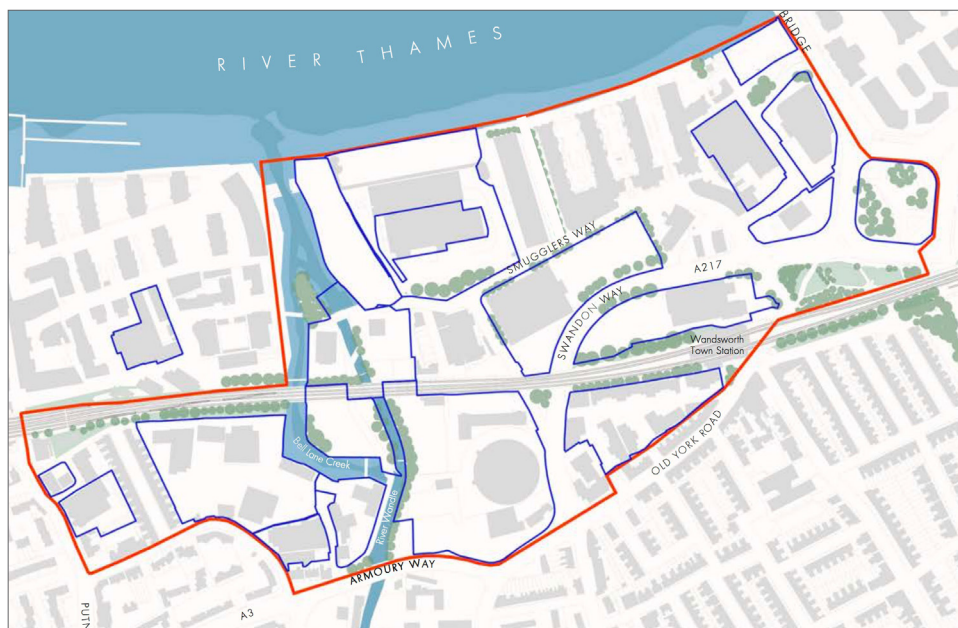 BRIDGE
RIVER THAMES
SMUGGLERS WAY
A217
SWANDON WAY
Wandsworth
Town Station
OLD YORK ROAD
Bell Lane Creek
River Wandle
ARMOURY WAY
A3
PUTN